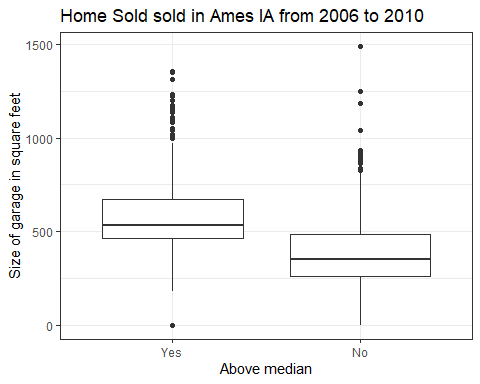 Home Sold sold in Ames IA from 2006 to 2010
Size of garage in square feet
1500
1000
500
0
Yes No
Above median